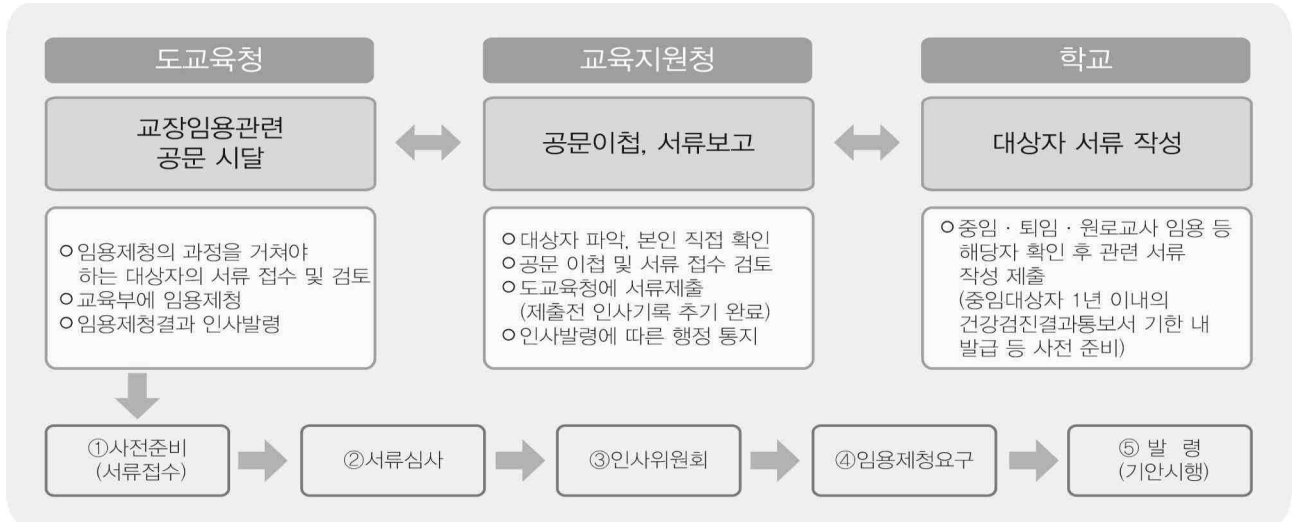 도교육청
교장임용관련
공문 시달
○ 임용제청의 과정을 거쳐야
하는 대상자의 서류 접수 및 검토
○ 교육부에 임용제청
○ 임용제청결과 인사발령
교육지원청
공문이첩, 서류보고
○ 대상자 파악, 본인 직접 확인
○ 공문 이첩 및 서류 접수 검토
○ 도교육청에 서류제출
(제출전 인사기록 추기 완료)
○ 인사발령에 따른 행정 통지
학교
대상자 서류 작성
○ 중임 · 퇴임 · 원로교사 임용 등
해당자 확인 후 관련 서류
작성 제출
(중임대상자 1년 이내의
건강검진결과통보서 기한 내
발급 등 사전 준비)
①사전준비
(서류접수)
②서류심사
③인사위원회
④임용제청요구
⑤ 발 령
(기안시행)